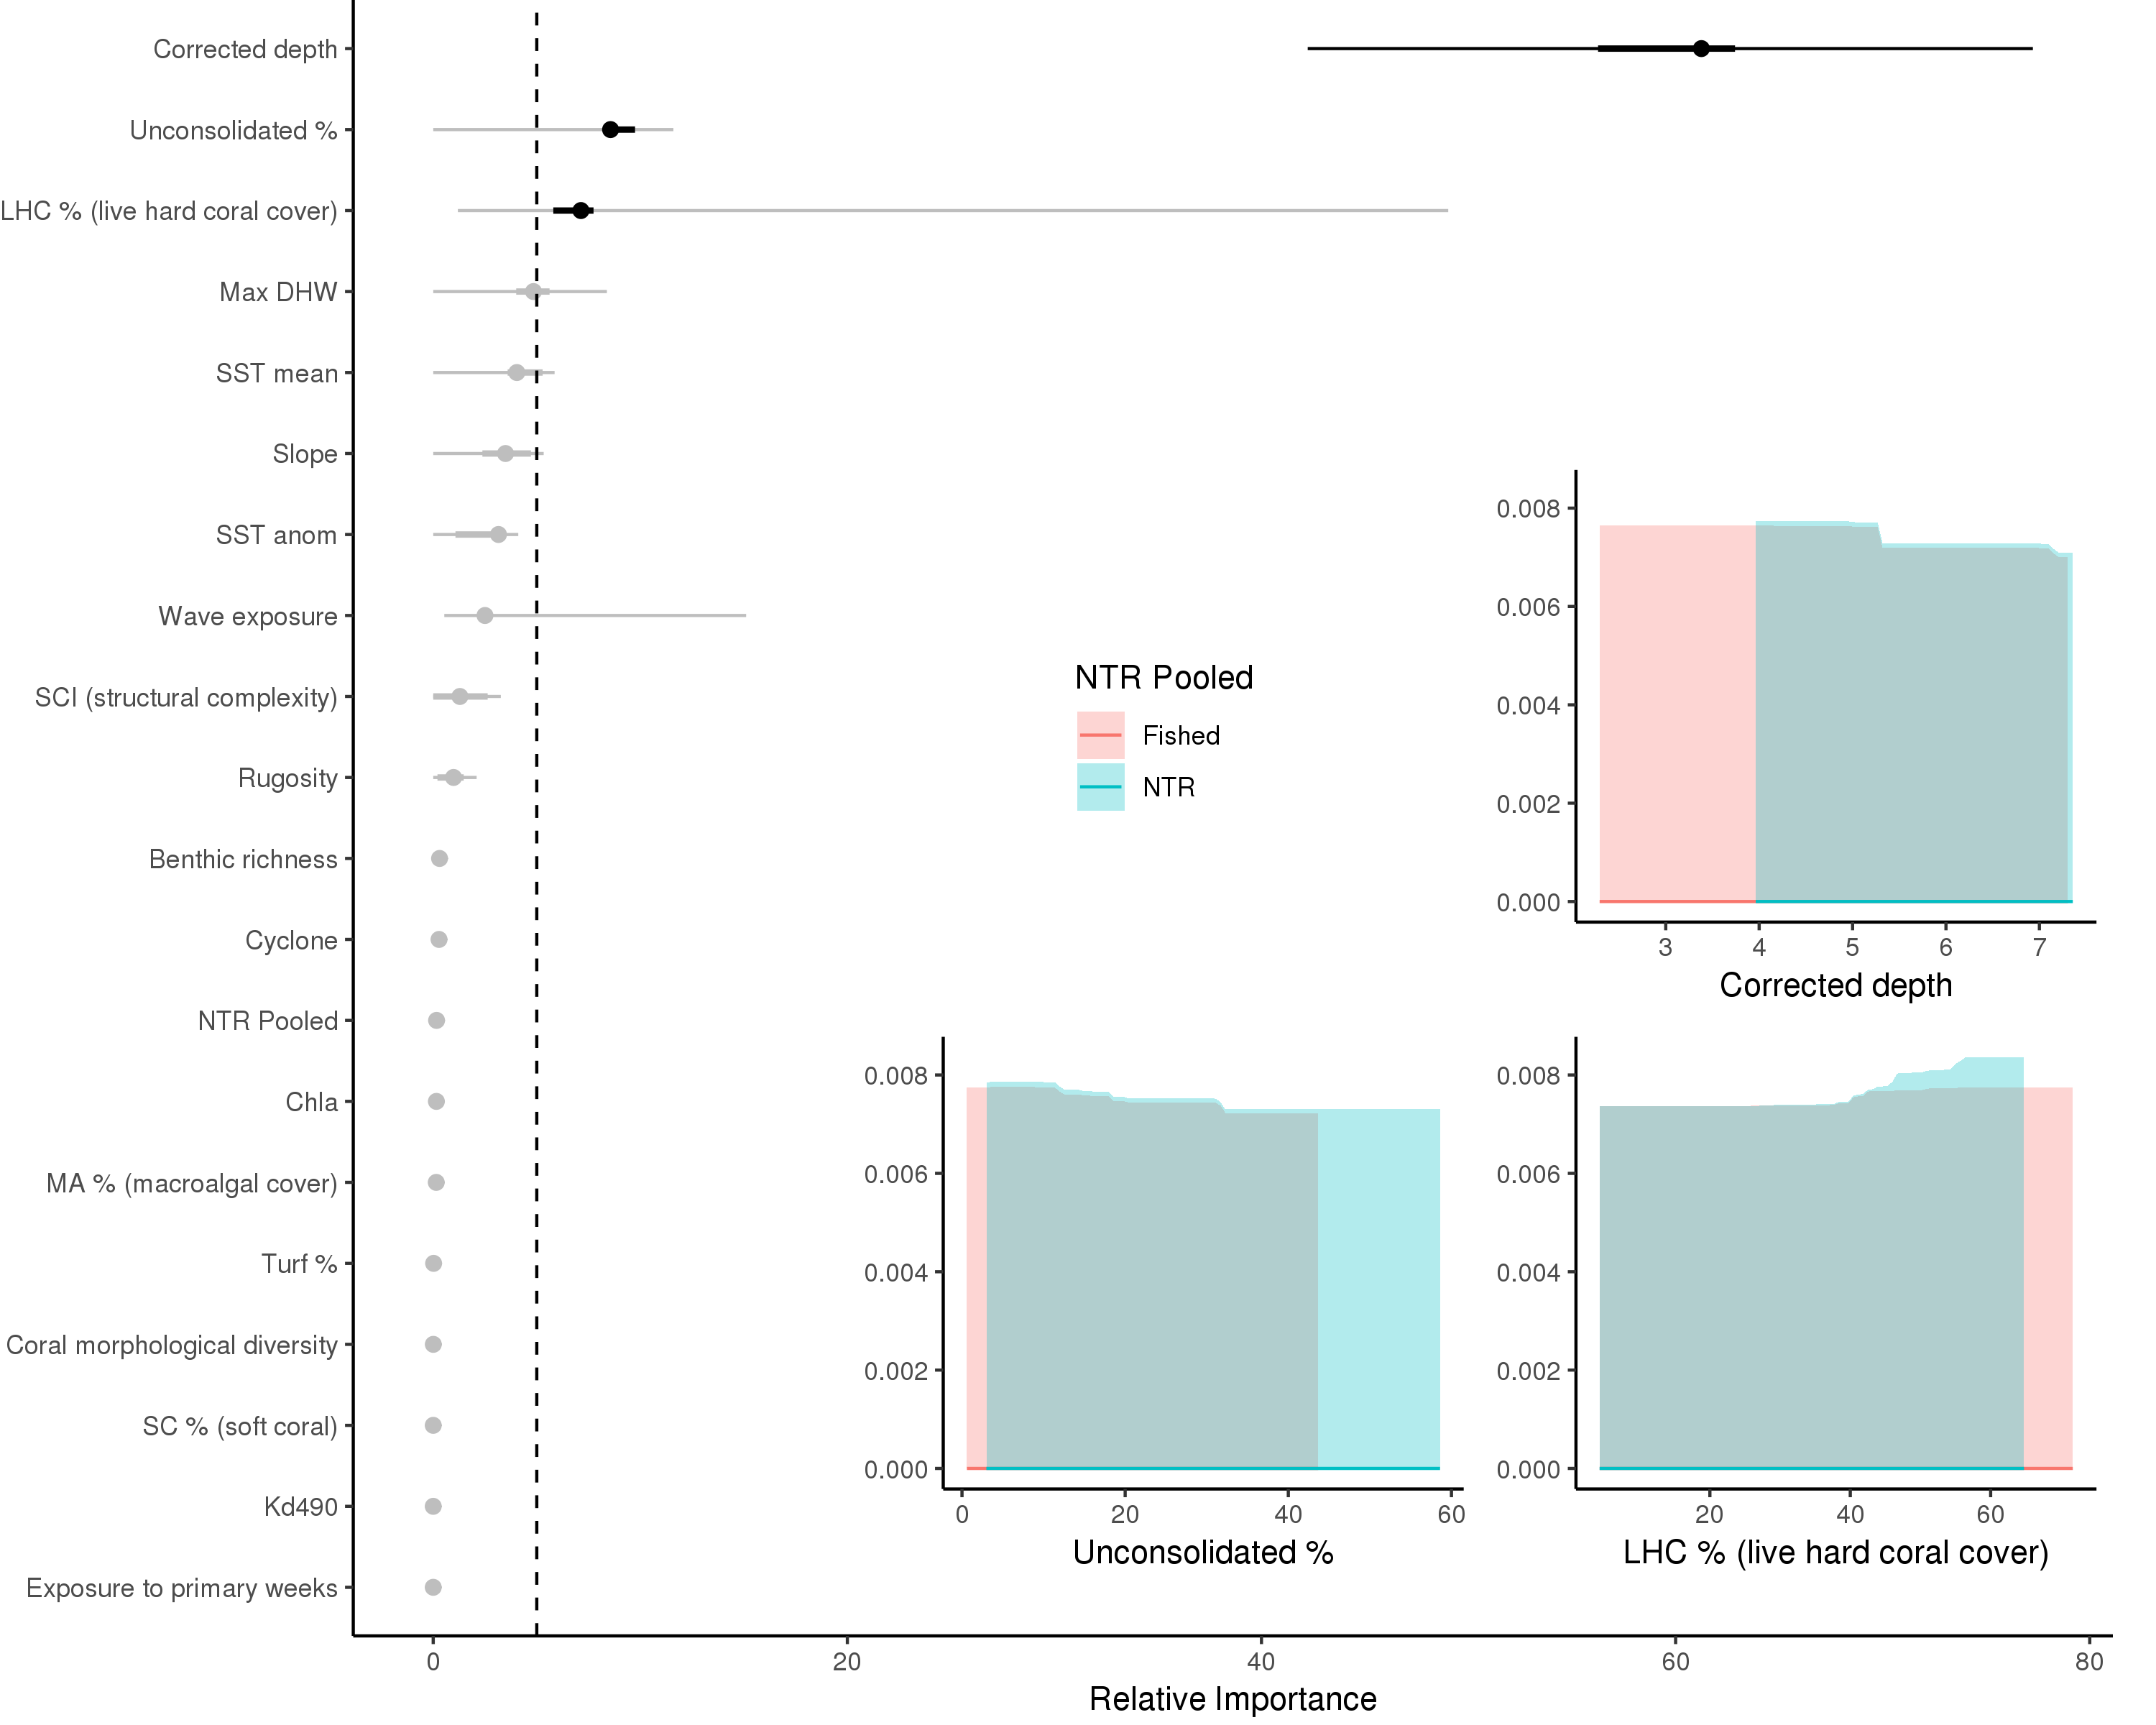 Corrected depth
Unconsolidated %
LHC % (live hard coral cover)
Max DHW
SST mean
Slope
SST anom
Wave exposure
SCI (structural complexity)
Rugosity
Benthic richness
Cyclone
NTR Pooled
Chla
MA % (macroalgal cover)
Turf %
Coral morphological diversity
SC % (soft coral)
Kd490
Exposure to primary weeks
0 20 40 60 80
Relative Importance
NTR Pooled
Fished
NTR
0.008
0.006
0.004
0.002
0.000
3 4 5 6 7
Corrected depth
0.008
0.006
0.004
0.002
0.000
0 20 40 60
Unconsolidated %
0.008
0.006
0.004
0.002
0.000
20 40 60
LHC % (live hard coral cover)